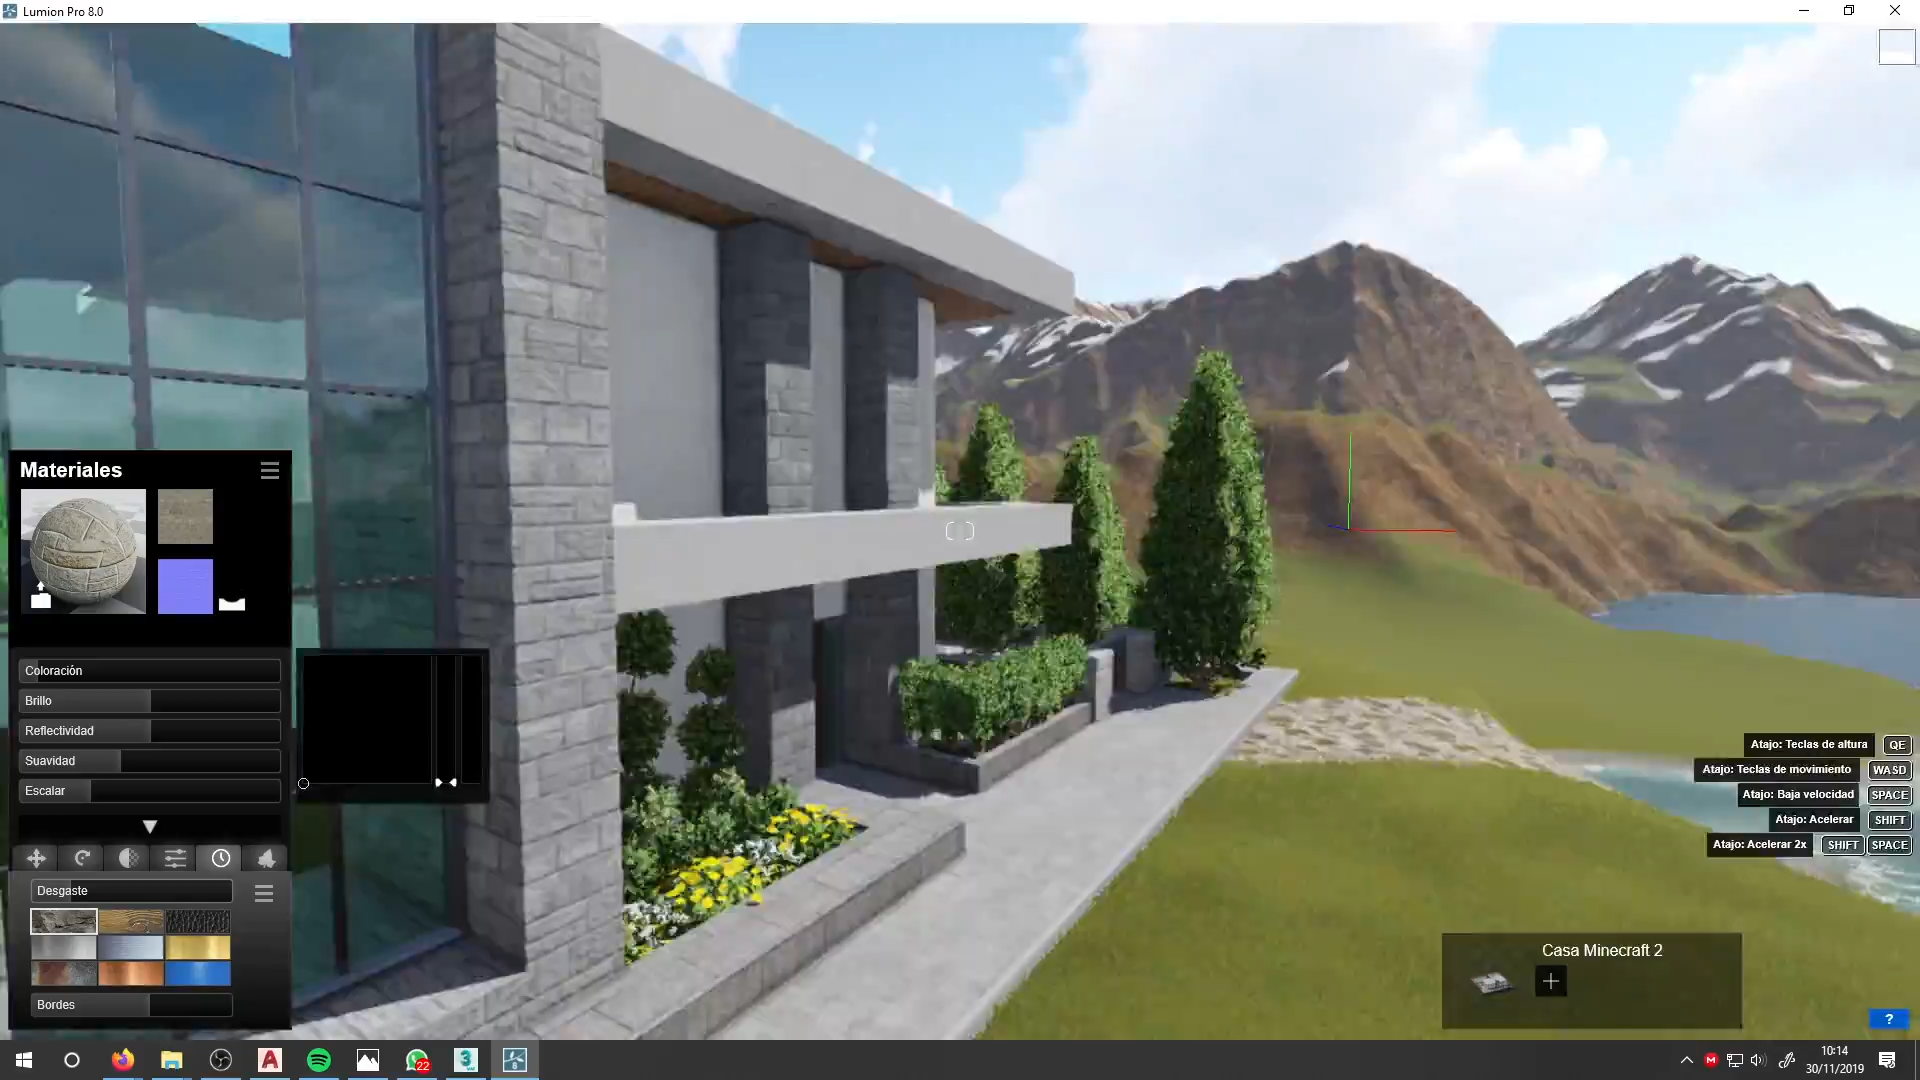 Lumion Pro 8.0
Materiales
Coloración
Brillo
Reflectividad
Suavidad
Escalar
Desgaste
Bordes
Atajo: Teclas de altura QE
Atajo: Teclas de movimiento WASD
Atajo: Baja velocidad SPACE
Atajo: Acelerar SHIFT
Atajo: Acelerar 2x SHIFT SPACE
Casa Minecraft 2
?
22
10:14
30/11/2019